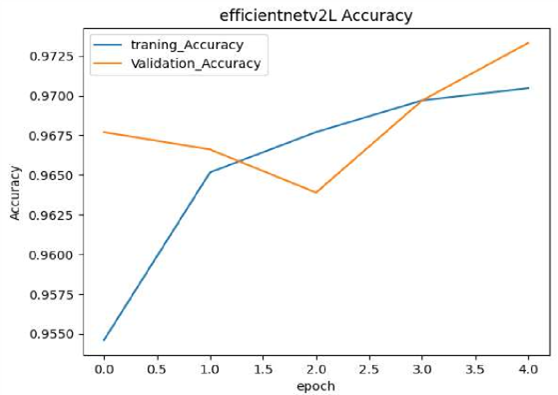 efficientnetv2L Accuracy
traning_Accuracy
Validation_Accuracy
Accuracy
0.9725
0.9700
0.9675
0.9650
0.9625
0.9600
0.9575
0.9550
0.0 0.5 1.0 1.5 2.0 2.5 3.0 3.5 4.0
epoch